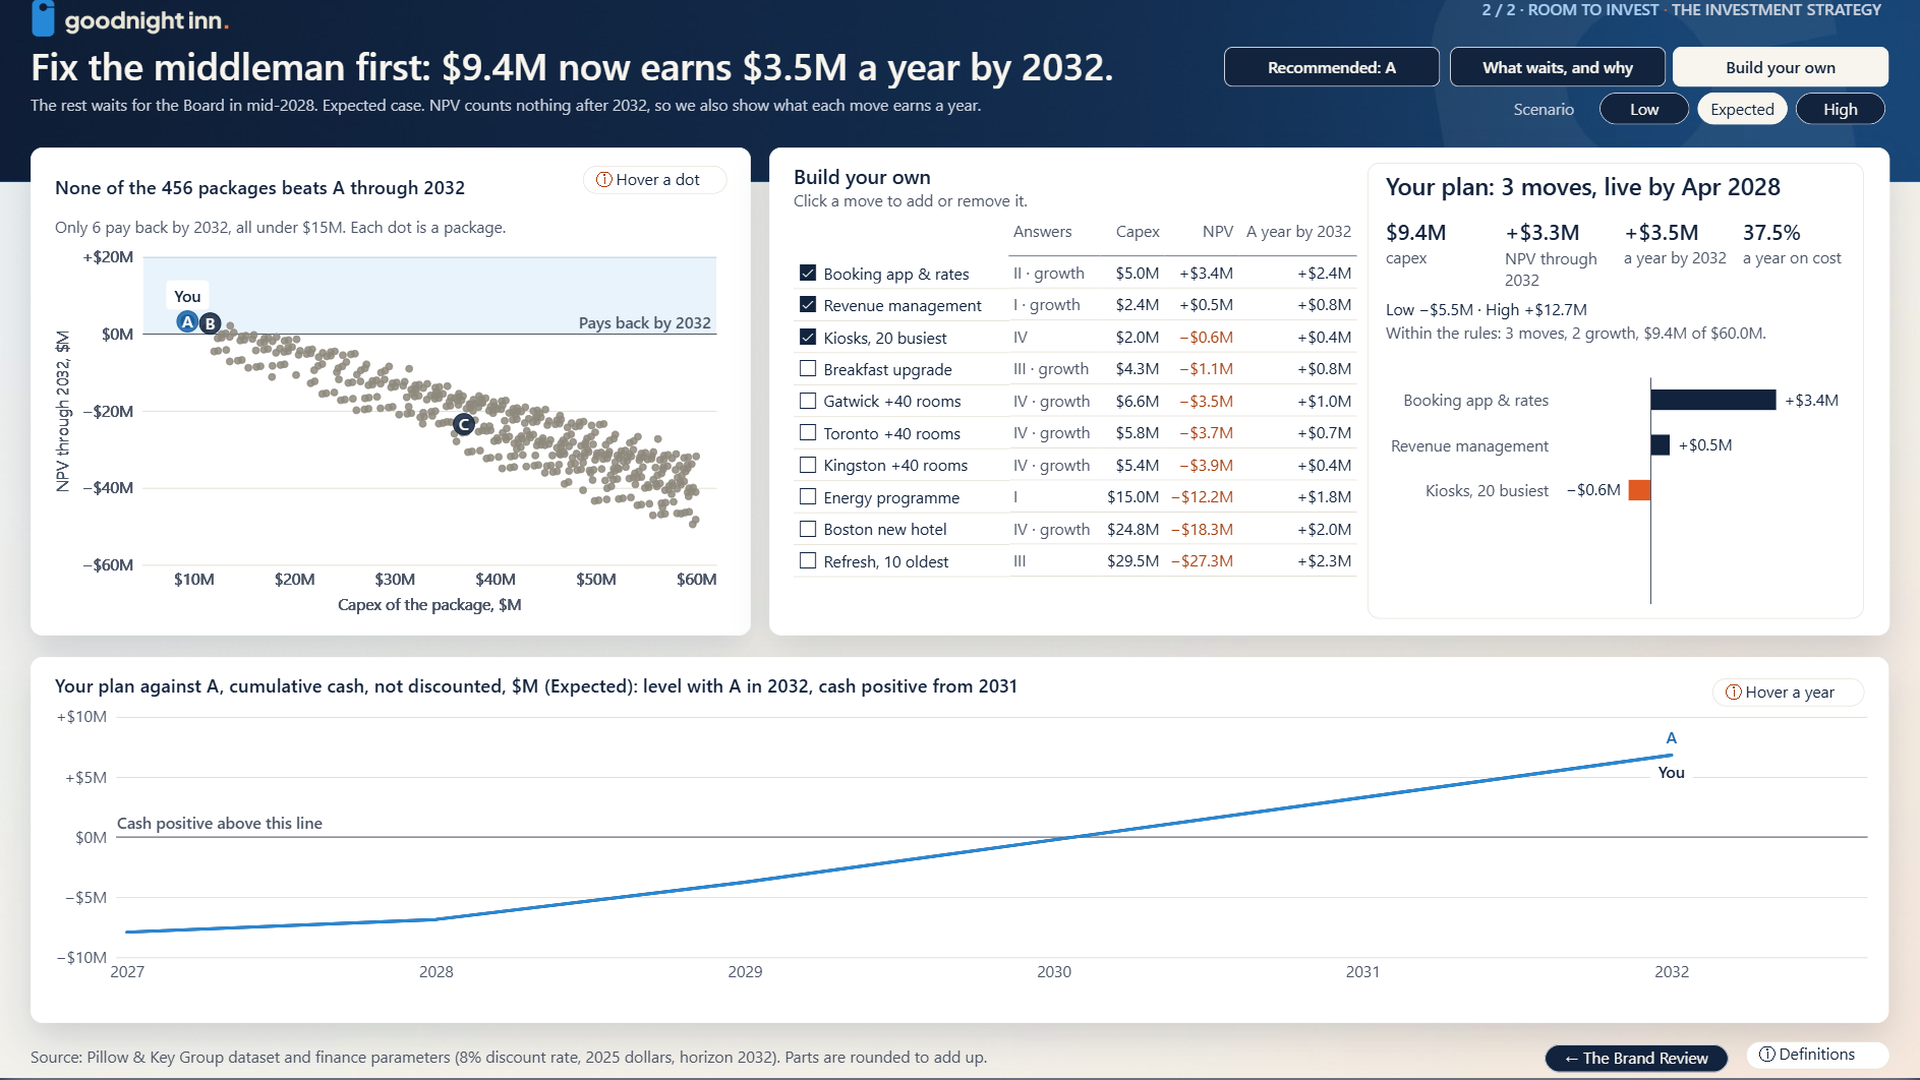 goodnight inn.
2 / 2 · ROOM TO INVEST · THE INVESTMENT STRATEGY
Fix the middleman first: $9.4M now earns $3.5M a year by 2032.
The rest waits for the Board in mid-2028. Expected case. NPV counts nothing after 2032, so we also show what each move earns a year.
Recommended: A
What waits, and why
Build your own
Scenario
Low
Expected
High
None of the 456 packages beats A through 2032
ⓘ Hover a dot
Only 6 pay back by 2032, all under $15M. Each dot is a package.
NPV through 2032, $M
+$20M
$0M
−$20M
−$40M
−$60M
You
A
B
C
Pays back by 2032
$10M $20M $30M $40M $50M $60M
Capex of the package, $M
Build your own
Click a move to add or remove it.
Answers Capex NPV A year by 2032
Booking app & rates II · growth $5.0M +$3.4M +$2.4M
Revenue management I · growth $2.4M +$0.5M +$0.8M
Kiosks, 20 busiest IV $2.0M −$0.6M +$0.4M
Breakfast upgrade III · growth $4.3M −$1.1M +$0.8M
Gatwick +40 rooms IV · growth $6.6M −$3.5M +$1.0M
Toronto +40 rooms IV · growth $5.8M −$3.7M +$0.7M
Kingston +40 rooms IV · growth $5.4M −$3.9M +$0.4M
Energy programme I $15.0M −$12.2M +$1.8M
Boston new hotel IV · growth $24.8M −$18.3M +$2.0M
Refresh, 10 oldest III $29.5M −$27.3M +$2.3M
Your plan: 3 moves, live by Apr 2028
$9.4M +$3.3M +$3.5M 37.5%
capex NPV through a year by 2032 a year on cost
2032
Low −$5.5M · High +$12.7M
Within the rules: 3 moves, 2 growth, $9.4M of $60.0M.
Booking app & rates +$3.4M
Revenue management +$0.5M
Kiosks, 20 busiest −$0.6M
Your plan against A, cumulative cash, not discounted, $M (Expected): level with A in 2032, cash positive from 2031
ⓘ Hover a year
+$10M
+$5M
$0M
−$5M
−$10M
Cash positive above this line
A
You
2027 2028 2029 2030 2031 2032
Source: Pillow & Key Group dataset and finance parameters (8% discount rate, 2025 dollars, horizon 2032). Parts are rounded to add up.
← The Brand Review
ⓘ Definitions